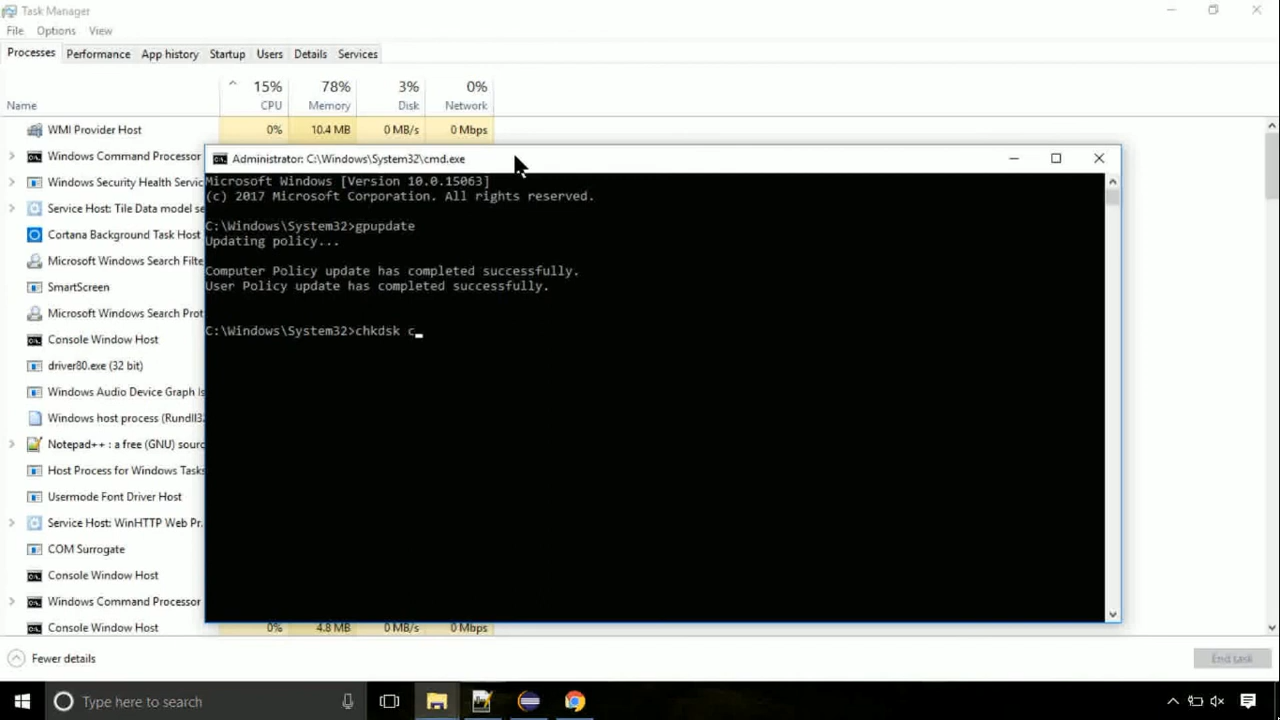 Task Manager
File Options View
Processes Performance App history Startup Users Details Services
15% 78% 3% 0%
Name CPU Memory Disk Network
WMI Provider Host 0% 10.4 MB 0 MB/s 0 Mbps
Windows Command Processor
Windows Security Health Servic
Service Host: Tile Data model se
Cortana Background Task Host
Microsoft Windows Search Filte
SmartScreen
Microsoft Windows Search Prot
Console Window Host
driver80.exe (32 bit)
Windows Audio Device Graph Is
Windows host process (Rundll32
Notepad++ : a free (GNU) sourc
Host Process for Windows Tasks
Usermode Font Driver Host
Service Host: WinHTTP Web Pr.
COM Surrogate
Console Window Host
Windows Command Processor
Console Window Host 0% 4.8 MB 0 MB/s 0 Mbps
Administrator: C:\Windows\System32\cmd.exe
Microsoft Windows [Version 10.0.15063]
(c) 2017 Microsoft Corporation. All rights reserved.
C:\Windows\System32>gpupdate
Updating policy...
Computer Policy update has completed successfully.
User Policy update has completed successfully.
C:\Windows\System32>chkdsk c
Fewer details
End task
Type here to search